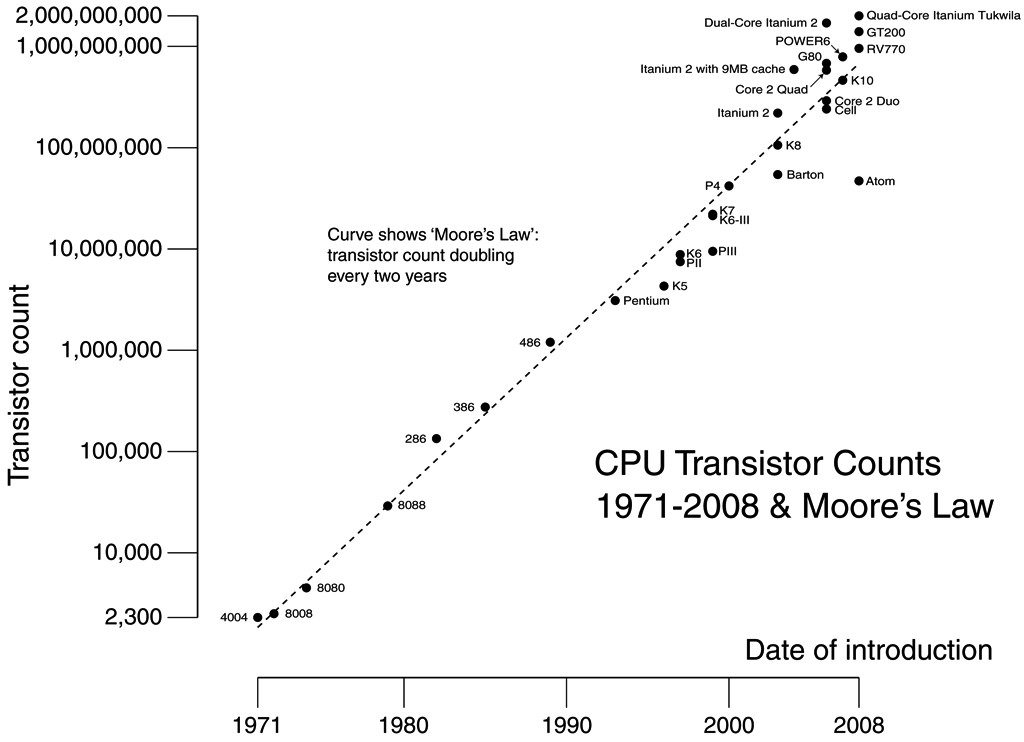 2,000,000,000
1,000,000,000
100,000,000
10,000,000
1,000,000
100,000
10,000
2,300
Transistor count
Quad-Core Itanium Tukwila
Dual-Core Itanium 2
GT200
POWER6
RV770
G80
Itanium 2 with 9MB cache
K10
Core 2 Quad
Core 2 Duo
Cell
Itanium 2
K8
Barton
Atom
P4
K7
K6-III
K6
PIII
PII
K5
Pentium
486
386
286
8088
8080
8008
4004
Curve shows ‘Moore’s Law’:
transistor count doubling
every two years
CPU Transistor Counts
1971-2008 & Moore’s Law
Date of introduction
1971
1980
1990
2000
2008